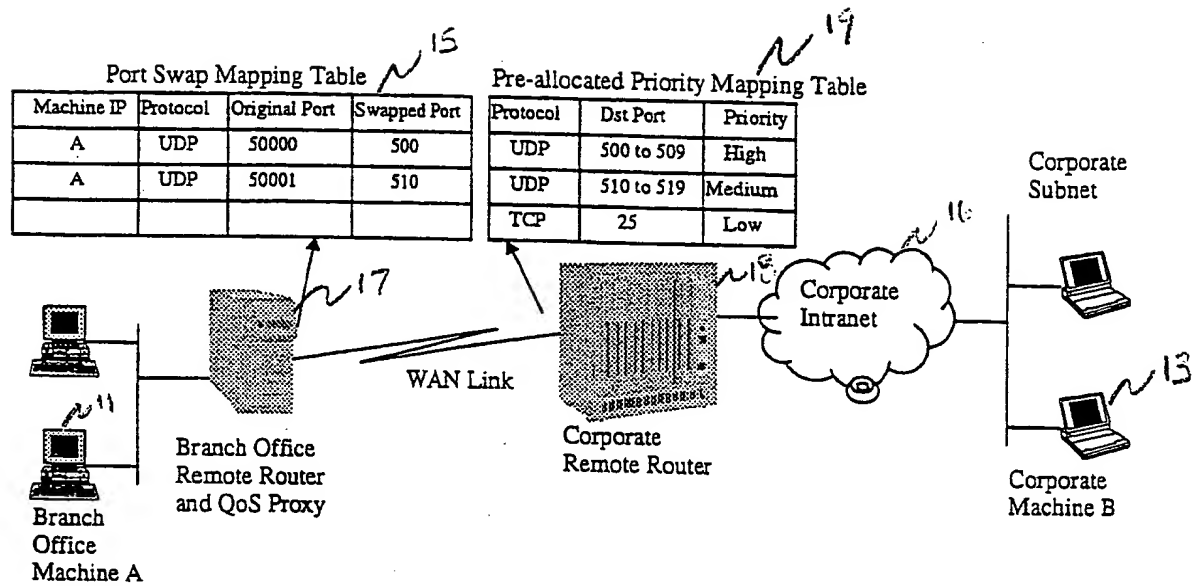 15
19
Port Swap Mapping Table
Machine IP Protocol Original Port Swapped Port
A UDP 50000 500
A UDP 50001 510
Pre-allocated Priority Mapping Table
Protocol Dst Port Priority
UDP 500 to 509 High
UDP 510 to 519 Medium
TCP 25 Low
Corporate
Subnet
16
17
18
Corporate
Intranet
WAN Link
13
11
Branch Office
Remote Router
and QoS Proxy
Corporate
Remote Router
Corporate
Machine B
Branch
Office
Machine A